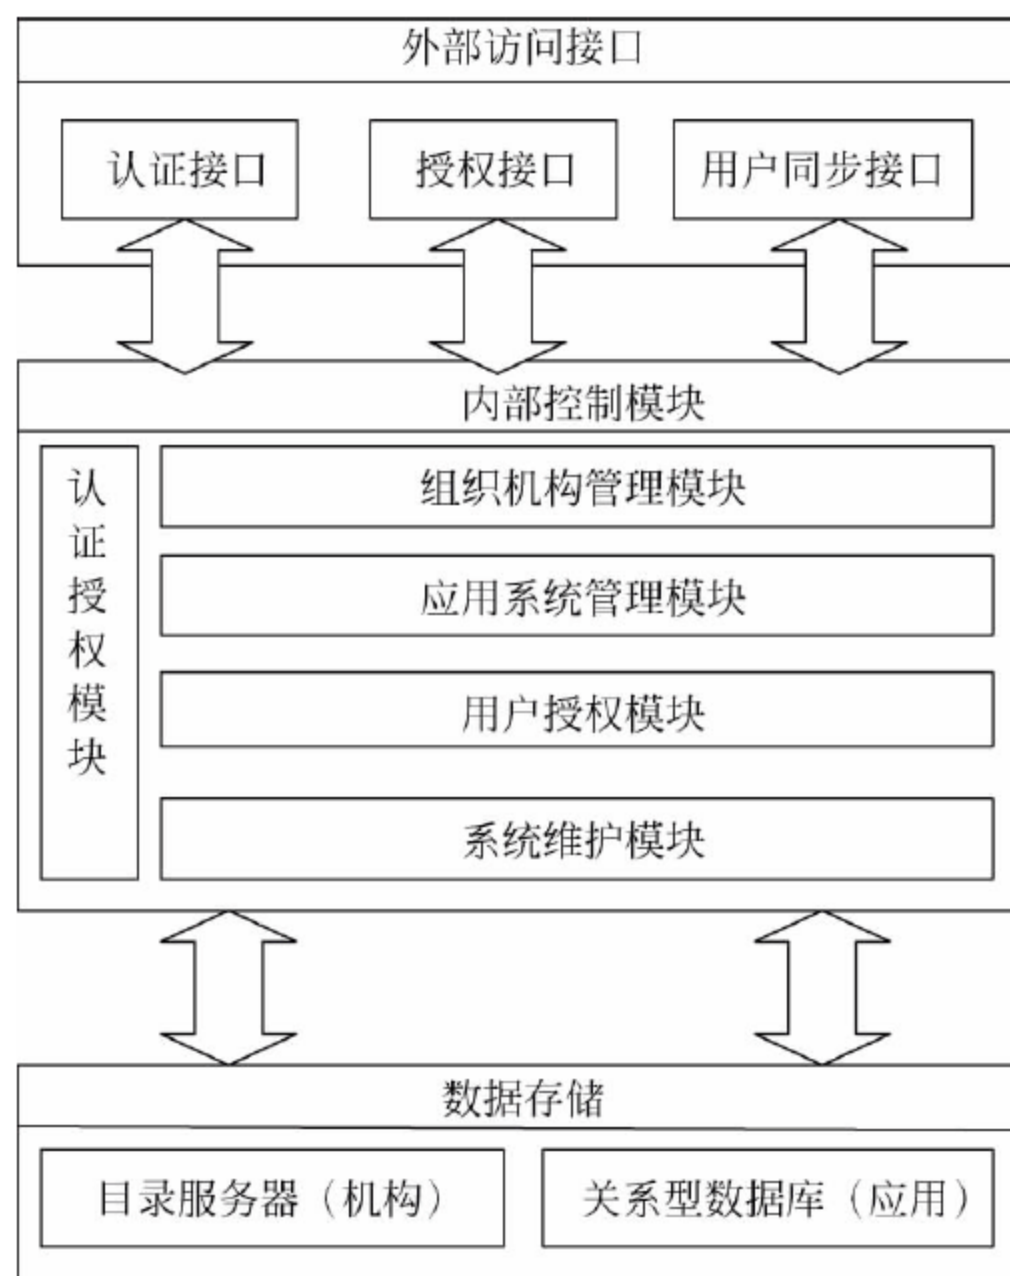 外部访问接口
认证接口
授权接口
用户同步接口
内部控制模块
认证授权模块
组织机构管理模块
应用系统管理模块
用户授权模块
系统维护模块
数据存储
目录服务器（机构）
关系型数据库（应用）